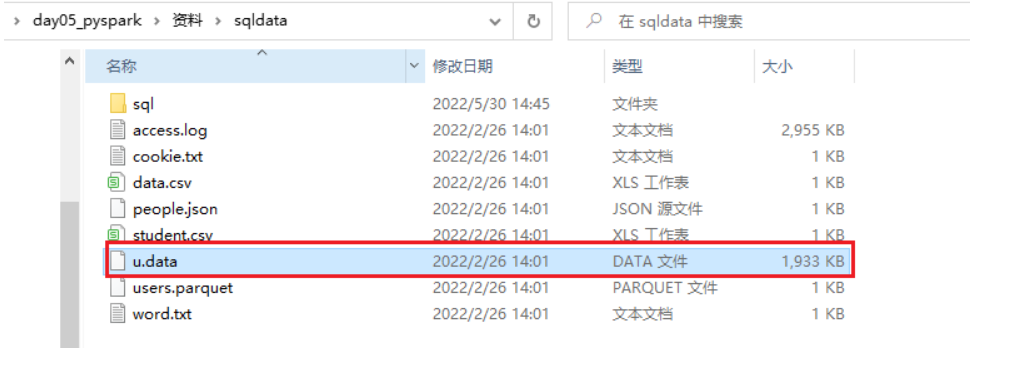 › day05_pyspark › 资料 › sqldata 在 sqldata 中搜索
名称 修改日期 类型 大小
sql 2022/5/30 14:45 文件夹
access.log 2022/2/26 14:01 文本文档 2,955 KB
cookie.txt 2022/2/26 14:01 文本文档 1 KB
data.csv 2022/2/26 14:01 XLS 工作表 1 KB
people.json 2022/2/26 14:01 JSON 源文件 1 KB
student.csv 2022/2/26 14:01 XLS 工作表 1 KB
u.data 2022/2/26 14:01 DATA 文件 1,933 KB
users.parquet 2022/2/26 14:01 PARQUET 文件 1 KB
word.txt 2022/2/26 14:01 文本文档 1 KB